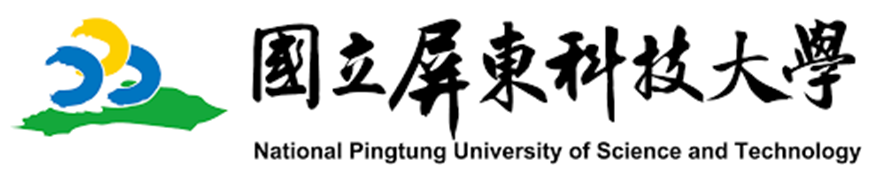 國立屏東科技大學
National Pingtung University of Science and Technology